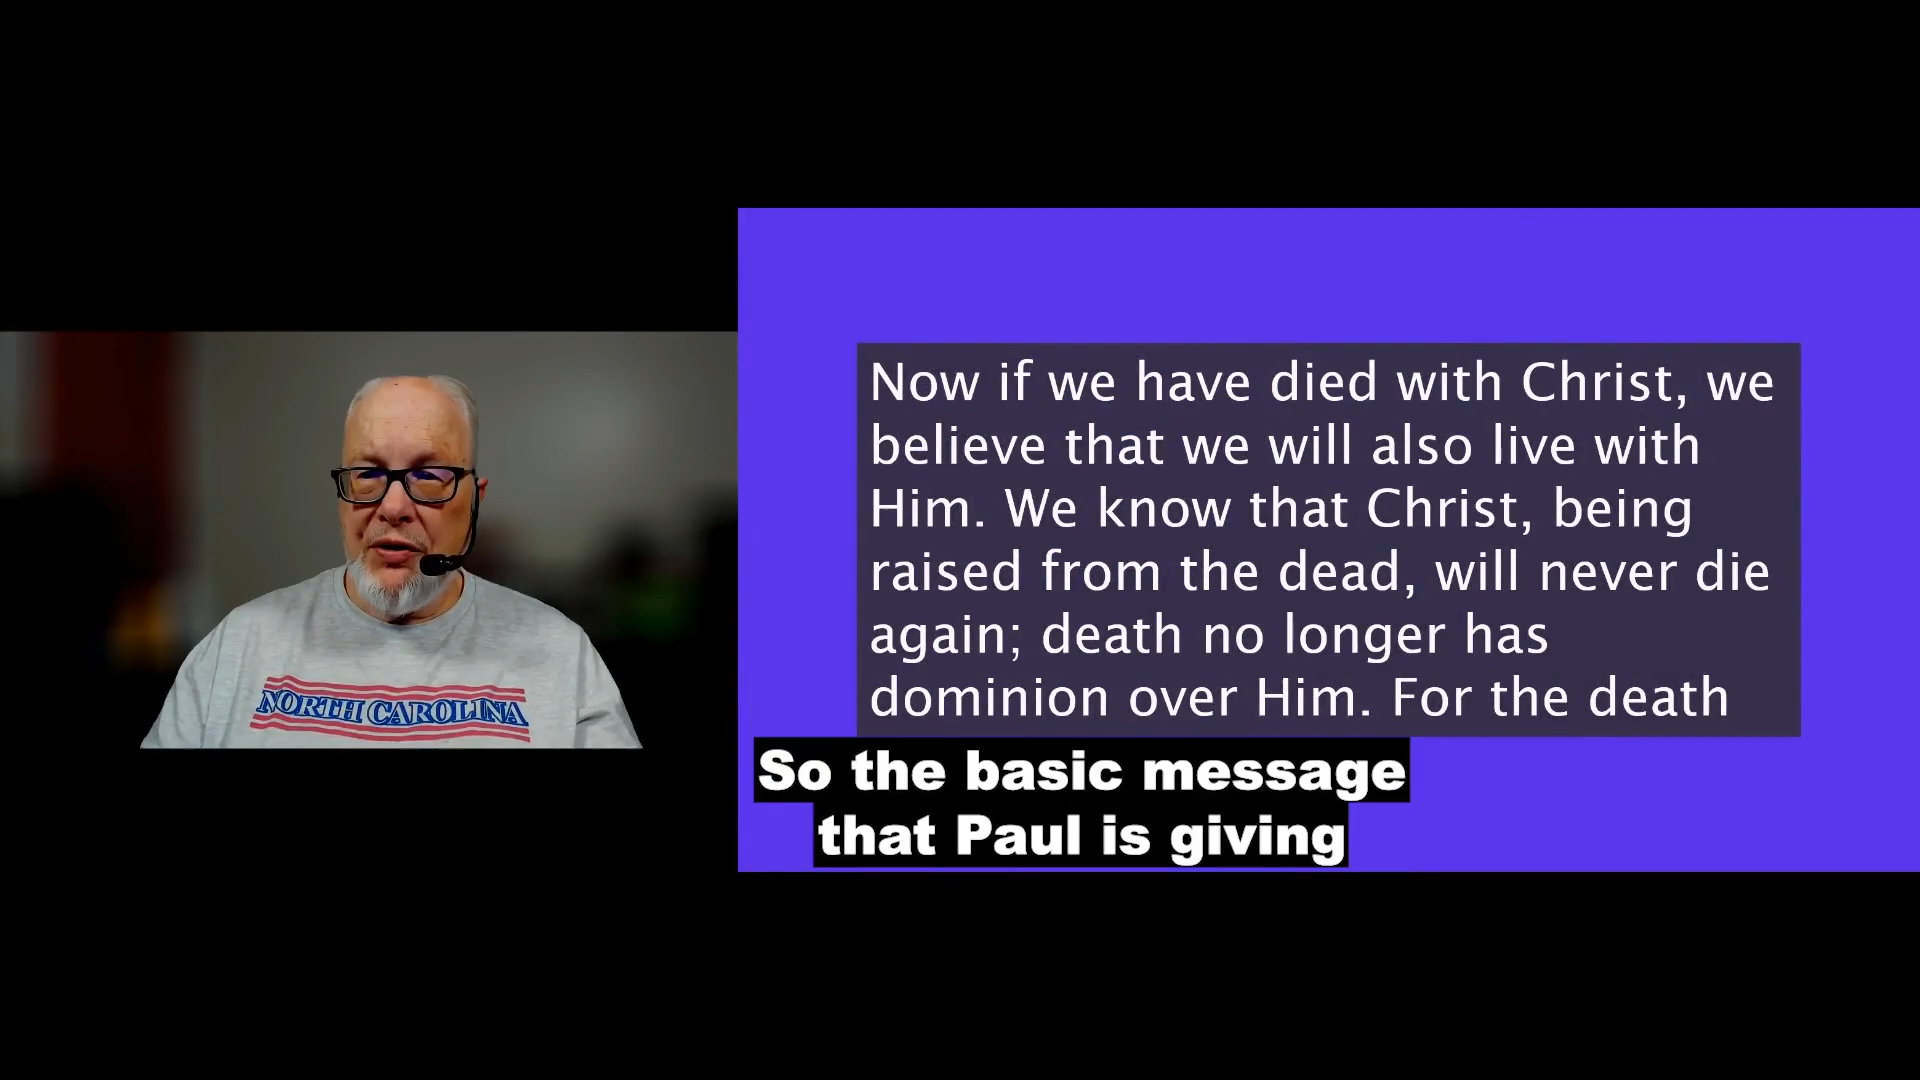 NORTH CAROLINA
Now if we have died with Christ, we
believe that we will also live with
Him. We know that Christ, being
raised from the dead, will never die
again; death no longer has
dominion over Him. For the death
So the basic message
that Paul is giving